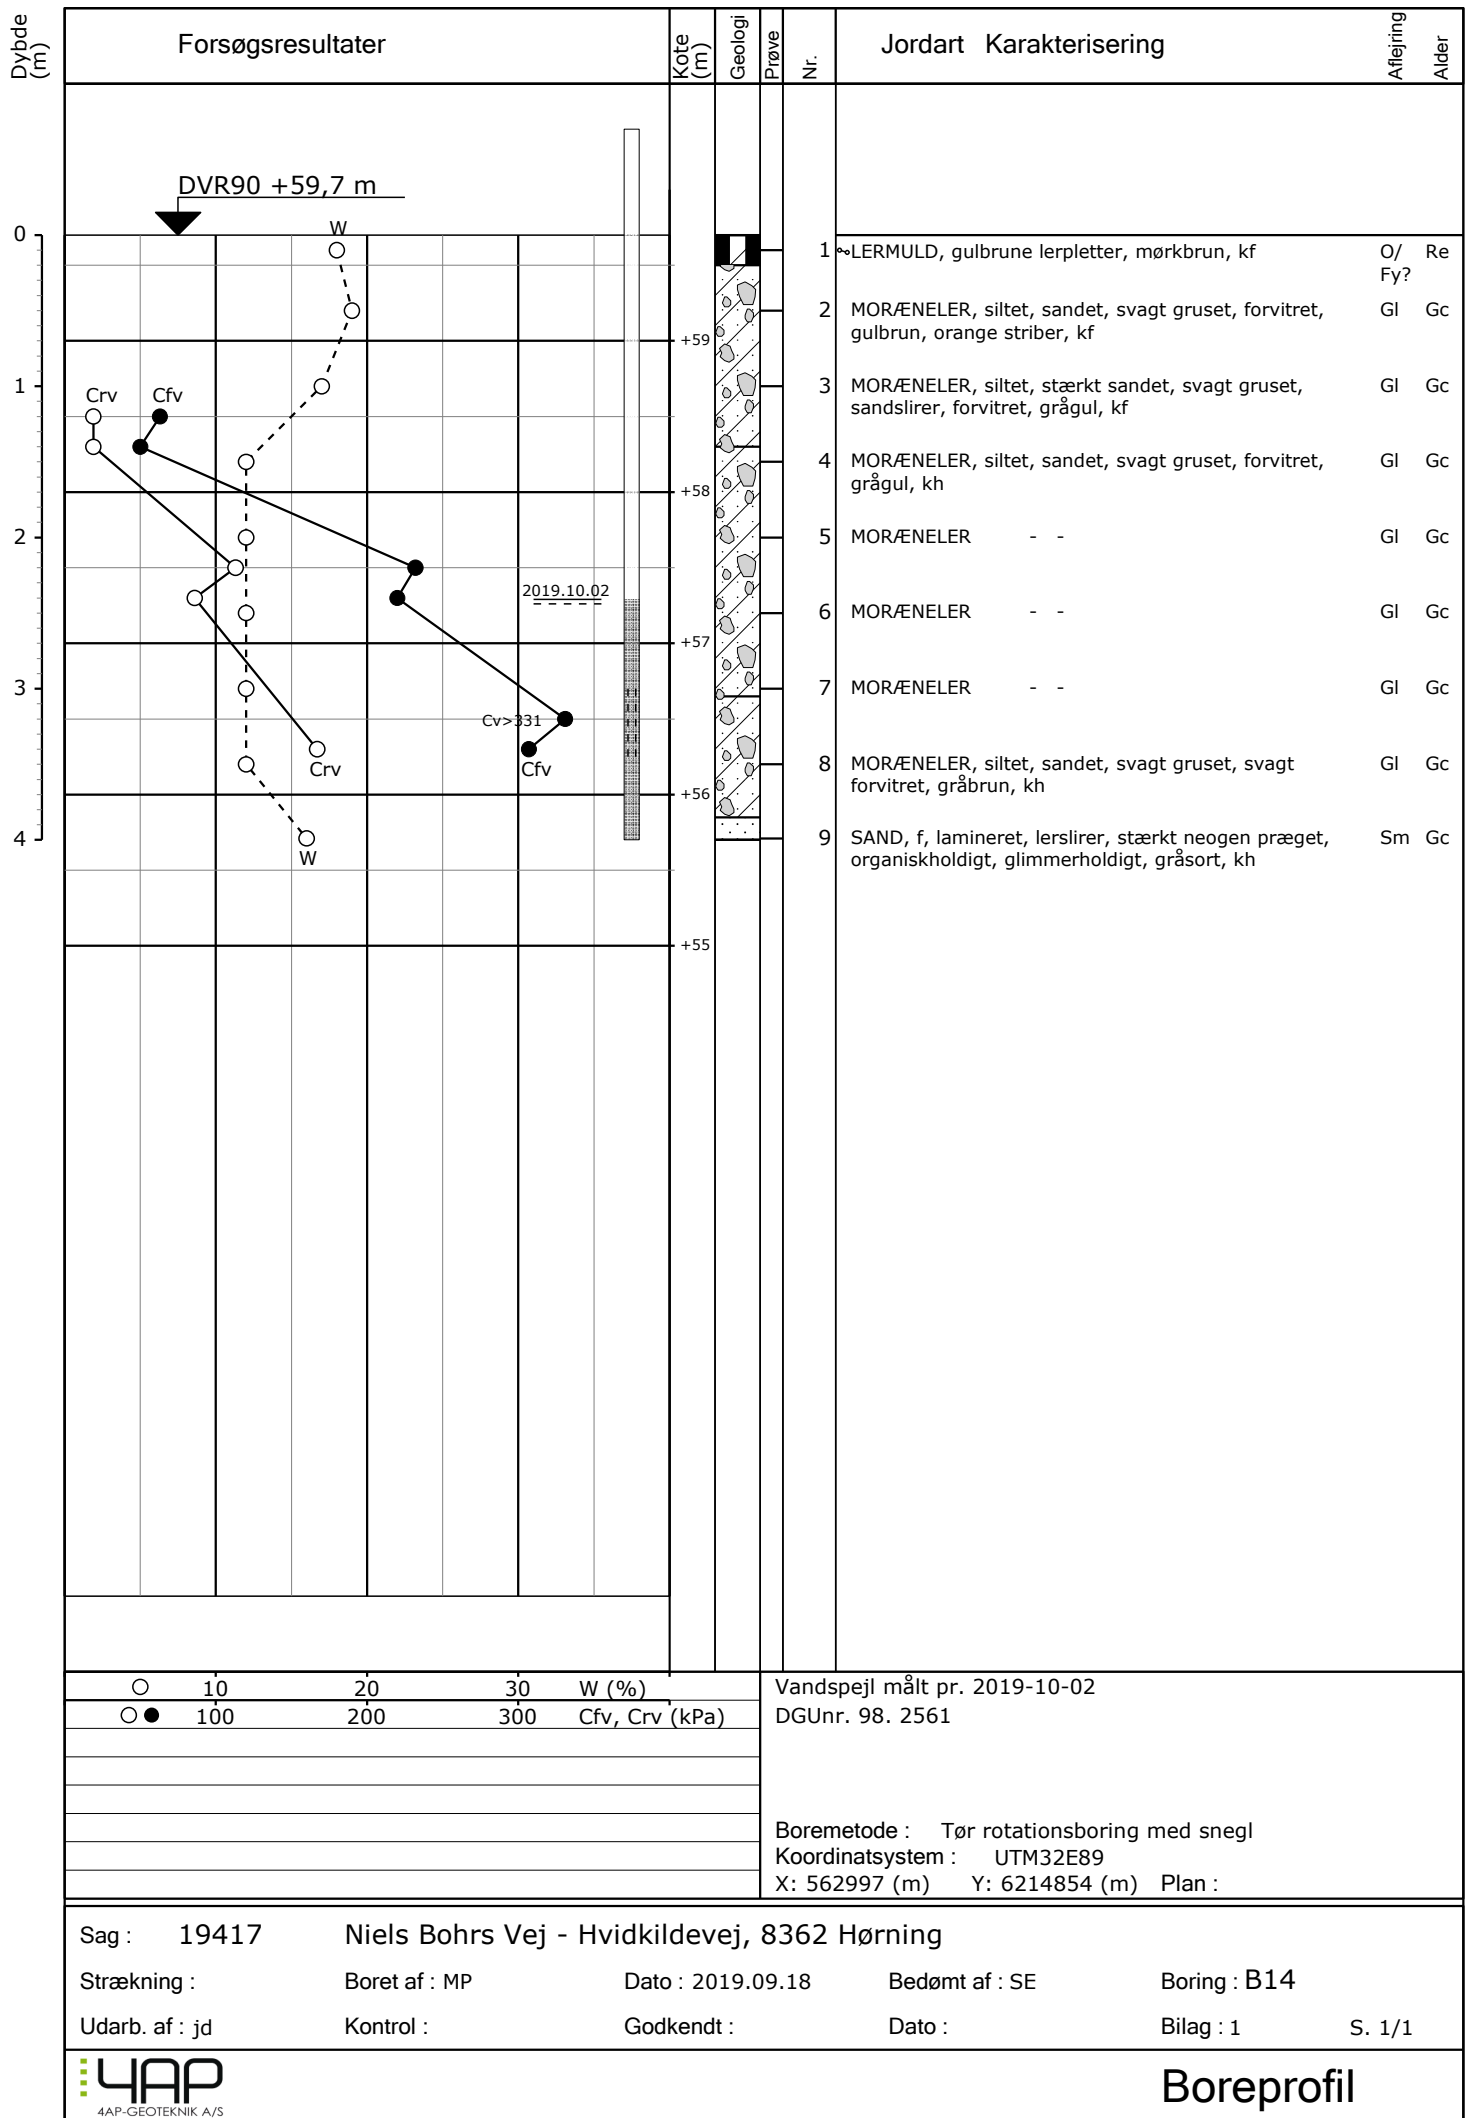 Dybde (m)
Forsøgsresultater
Kote (m)
Geologi
Prøve
Nr.
Jordart Karakterisering
Aflejring
Alder
DVR90 +59,7 m
0
W
1 LERMULD, gulbrune lerpletter, mørkbrun, kf O/ Re
Fy?
2 MORÆNELER, siltet, sandet, svagt gruset, forvitret, Gl Gc
gulbrun, orange striber, kf
+59
1
Crv Cfv
3 MORÆNELER, siltet, stærkt sandet, svagt gruset, Gl Gc
sandslirer, forvitret, grågul, kf
4 MORÆNELER, siltet, sandet, svagt gruset, forvitret, Gl Gc
grågul, kh
+58
2
5 MORÆNELER - - Gl Gc
2019.10.02
6 MORÆNELER - - Gl Gc
+57
3
7 MORÆNELER - - Gl Gc
Cv>331
Crv Cfv
8 MORÆNELER, siltet, sandet, svagt gruset, svagt Gl Gc
forvitret, gråbrun, kh
+56
4
W
9 SAND, f, lamineret, lerslirer, stærkt neogen præget, Sm Gc
organiskholdigt, glimmerholdigt, gråsort, kh
+55
10 20 30 W (%)
100 200 300 Cfv, Crv (kPa)
Vandspejl målt pr. 2019-10-02
DGUnr. 98. 2561
Boremetode : Tør rotationsboring med snegl
Koordinatsystem : UTM32E89
X: 562997 (m) Y: 6214854 (m) Plan :
Sag : 19417 Niels Bohrs Vej - Hvidkildevej, 8362 Hørning
Strækning : Boret af : MP Dato : 2019.09.18 Bedømt af : SE Boring : B14
Udarb. af : jd Kontrol : Godkendt : Dato : Bilag : 1 S. 1/1
4AP
4AP-GEOTEKNIK A/S
Boreprofil